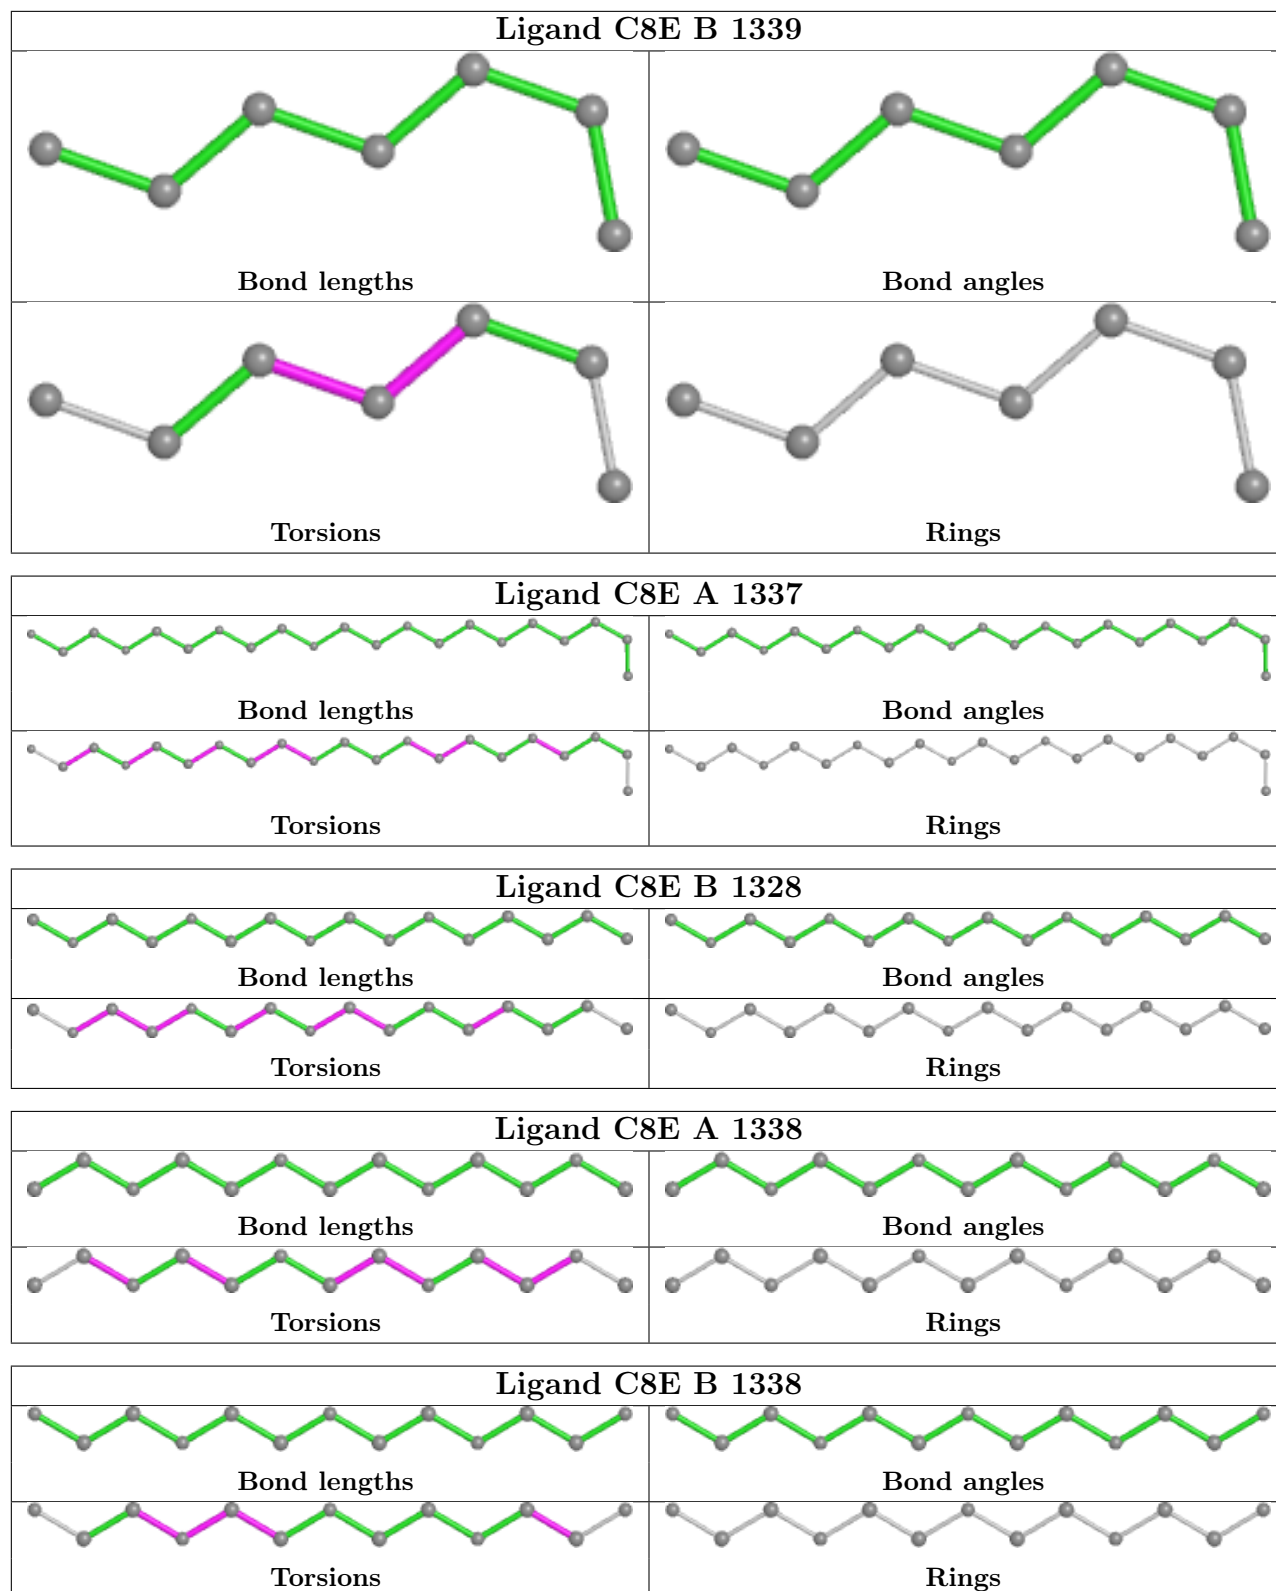 Ligand C8E B 1339
Bond lengths
Bond angles
Torsions
Rings
Ligand C8E A 1337
Bond lengths
Bond angles
Torsions
Rings
Ligand C8E B 1328
Bond lengths
Bond angles
Torsions
Rings
Ligand C8E A 1338
Bond lengths
Bond angles
Torsions
Rings
Ligand C8E B 1338
Bond lengths
Bond angles
Torsions
Rings